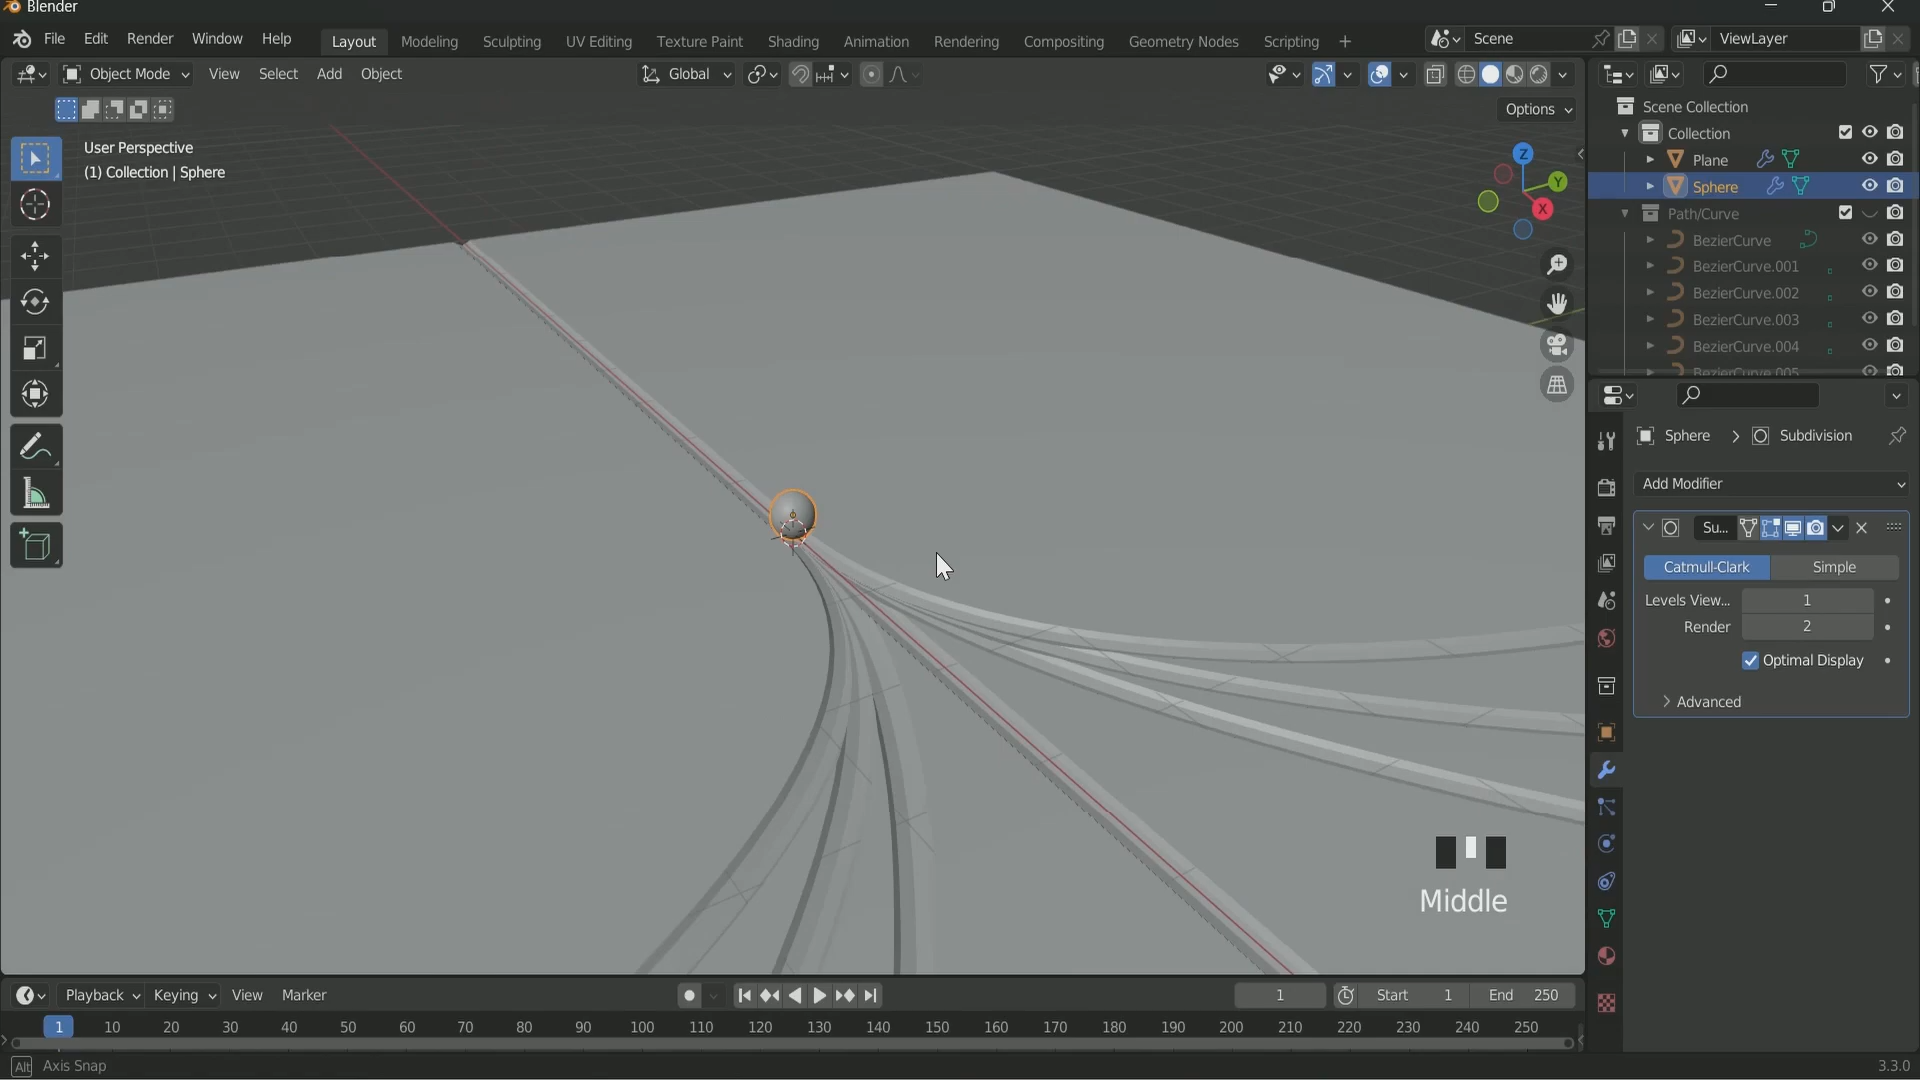 Blender
File Edit Render Window Help Layout Modeling Sculpting UV Editing Texture Paint Shading Animation Rendering Compositing Geometry Nodes Scripting + Scene ViewLayer
Object Mode View Select Add Object Global
Options
User Perspective
(1) Collection | Sphere
Z
Y
X
Scene Collection
Collection
Plane
Sphere
Path/Curve
BezierCurve
BezierCurve.001
BezierCurve.002
BezierCurve.003
BezierCurve.004
BezierCurve.005
Sphere > Subdivision
Add Modifier
Su...
Catmull-Clark Simple
Levels View... 1
Render 2
Optimal Display
Advanced
Middle
Playback Keying View Marker 1 Start 1 End 250
1 10 20 30 40 50 60 70 80 90 100 110 120 130 140 150 160 170 180 190 200 210 220 230 240 250
Alt Axis Snap 3.3.0